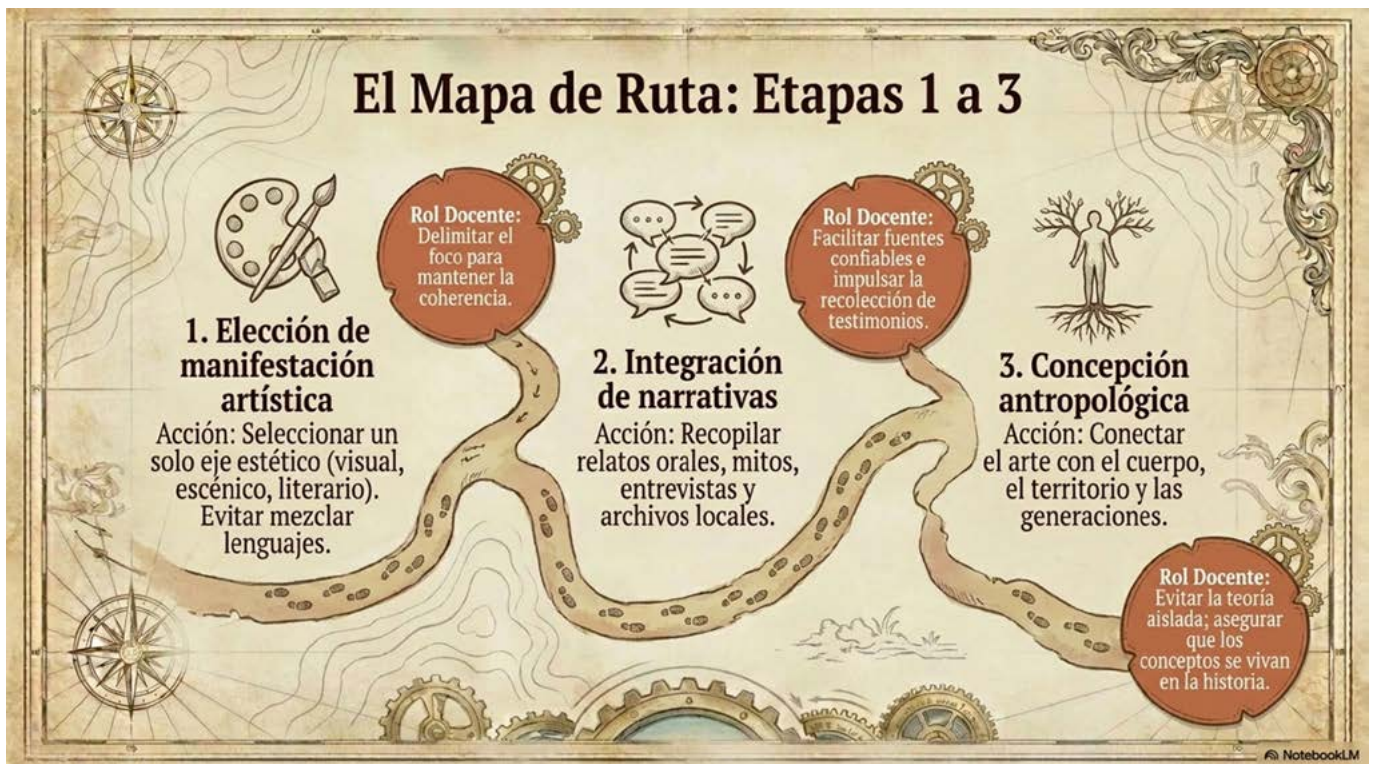 El Mapa de Ruta: Etapas 1 a 3
1. Elección de
manifestación
artística
Acción: Seleccionar un
solo eje estético (visual,
escénico, literario).
Evitar mezclar
lenguajes.
Rol Docente:
Delimitar el
foco para
mantener la
coherencia.
2. Integración
de narrativas
Acción: Recopilar
relatos orales, mitos,
entrevistas y
archivos locales.
Rol Docente:
Facilitar fuentes
confiables e
impulsar la
recolección de
testimonios.
3. Concepción
antropológica
Acción: Conectar
el arte con el cuerpo,
el territorio y las
generaciones.
Rol Docente:
Evitar la teoría
aislada; asegurar
que los
conceptos se vivan
en la historia.
NotebookLM